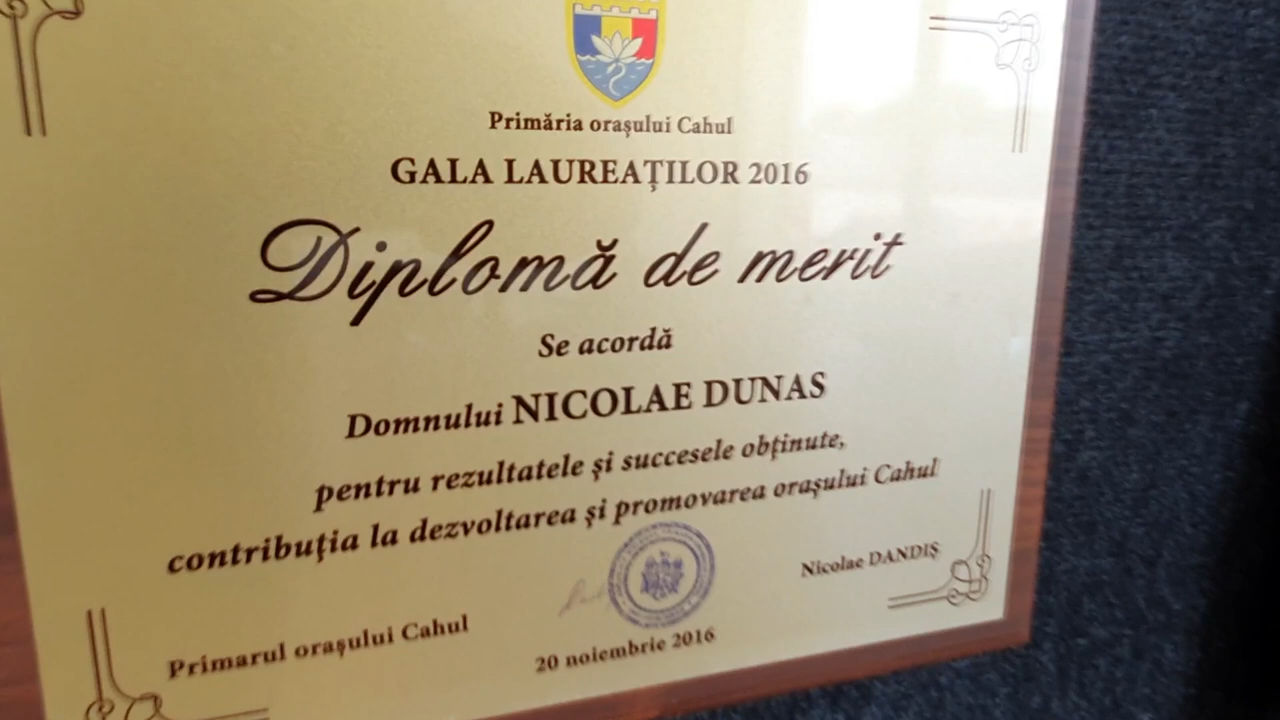 Primăria orașului Cahul
GALA LAUREAȚILOR 2016
Diplomă de merit
Se acordă
Domnului NICOLAE DUNAS
pentru rezultatele și succesele obținute,
contribuția la dezvoltarea și promovarea orașului Cahul
Primarul orașului Cahul
Nicolae DANDIȘ
20 noiembrie 2016